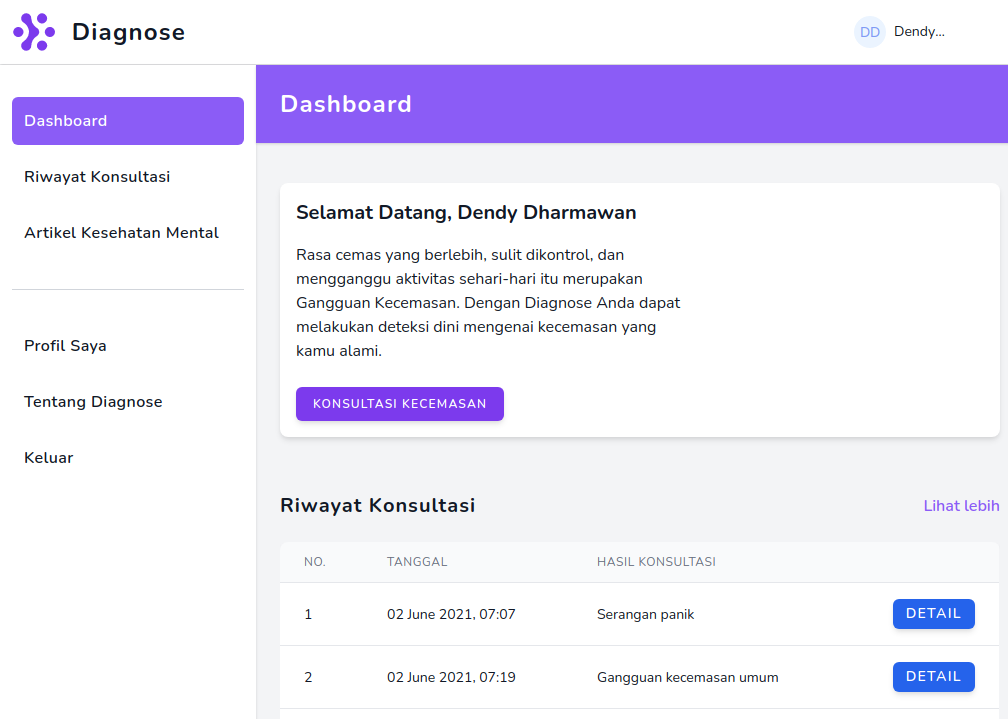 Diagnose
DD Dendy...
Dashboard
Riwayat Konsultasi
Artikel Kesehatan Mental
Profil Saya
Tentang Diagnose
Keluar
Dashboard
Selamat Datang, Dendy Dharmawan
Rasa cemas yang berlebih, sulit dikontrol, dan
mengganggu aktivitas sehari-hari itu merupakan
Gangguan Kecemasan. Dengan Diagnose Anda dapat
melakukan deteksi dini mengenai kecemasan yang
kamu alami.
KONSULTASI KECEMASAN
Riwayat Konsultasi Lihat lebih
NO. TANGGAL HASIL KONSULTASI
1 02 June 2021, 07:07 Serangan panik DETAIL
2 02 June 2021, 07:19 Gangguan kecemasan umum DETAIL